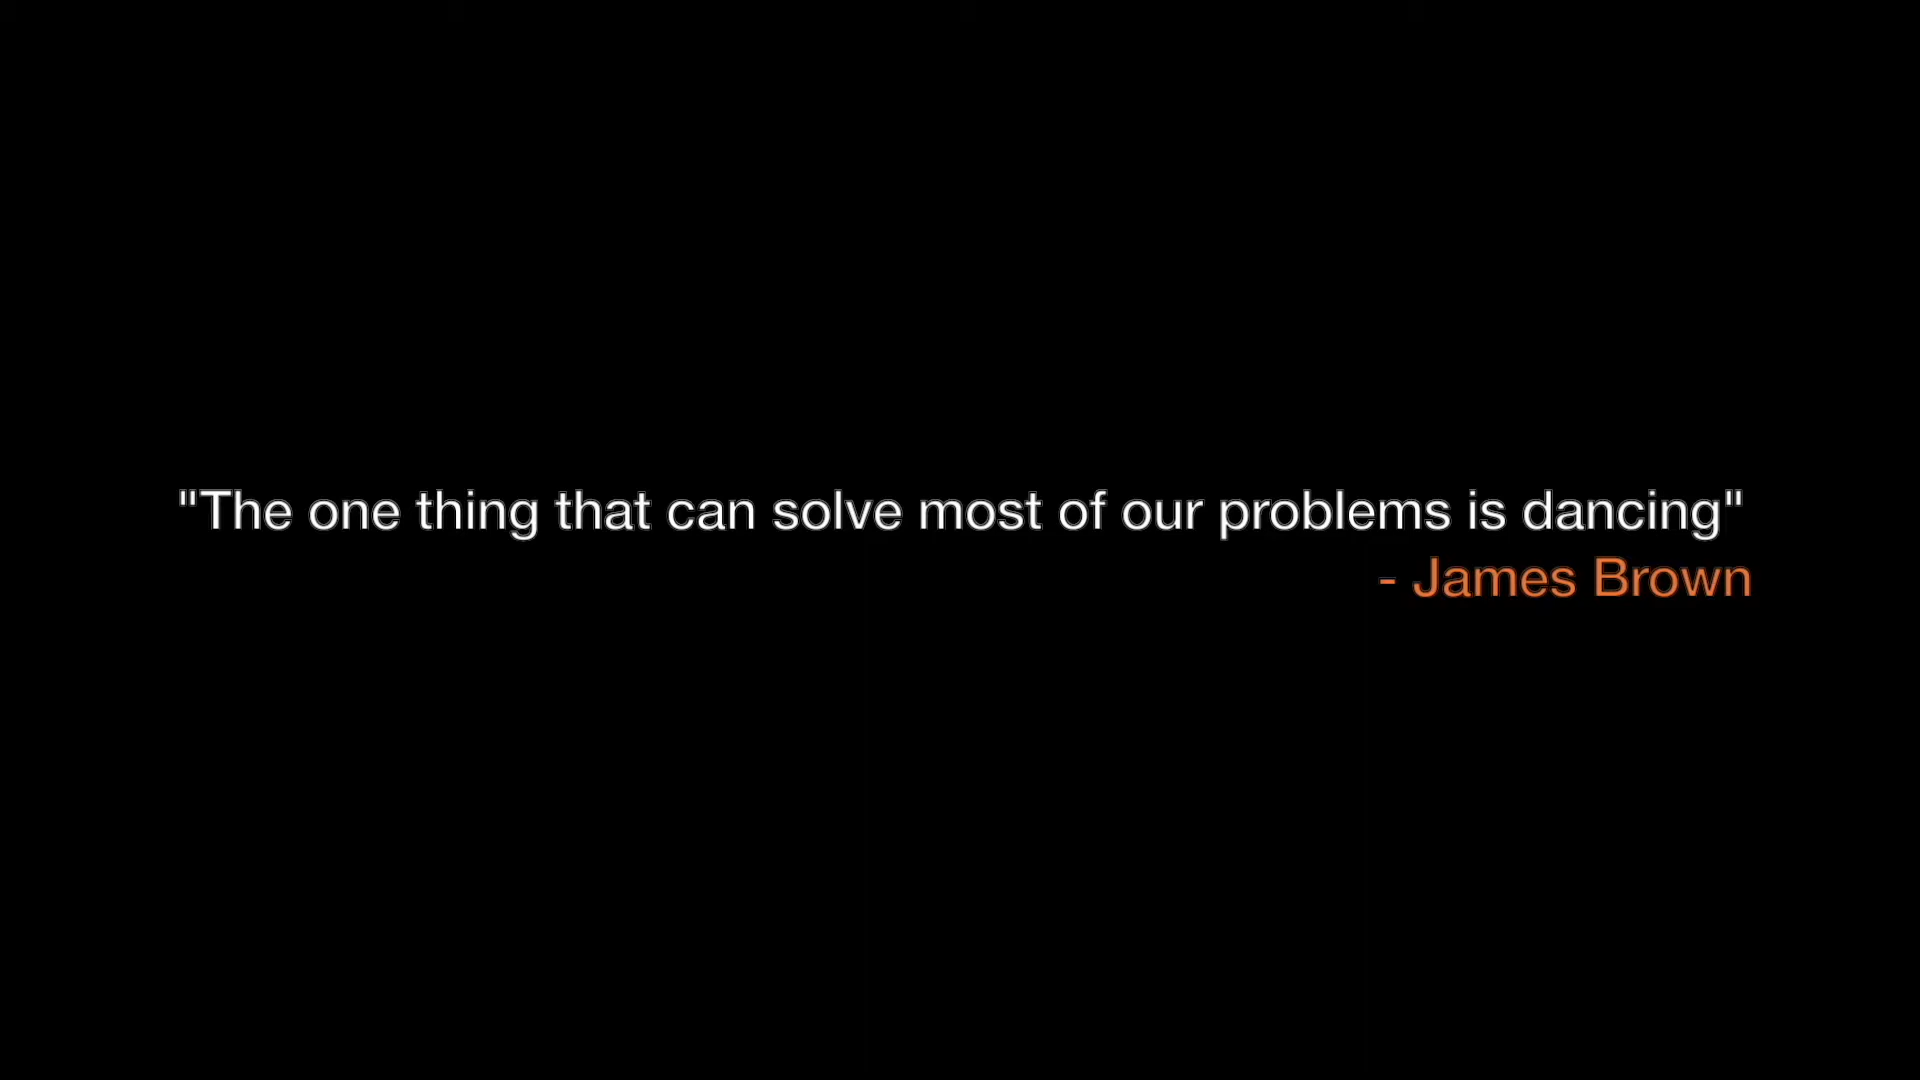 "The one thing that can solve most of our problems is dancing"
- James Brown